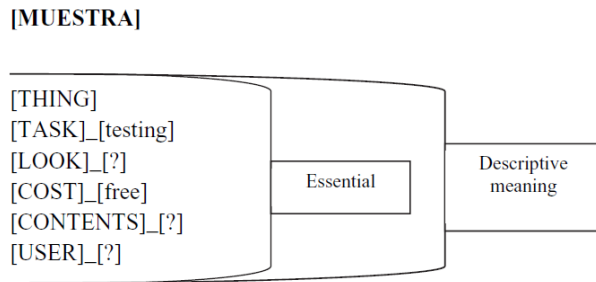 [MUESTRA]
[THING]
[TASK]_[testing]
[LOOK]_[?]
[COST]_[free]
[CONTENTS]_[?]
[USER]_[?]
Essential
Descriptive
meaning